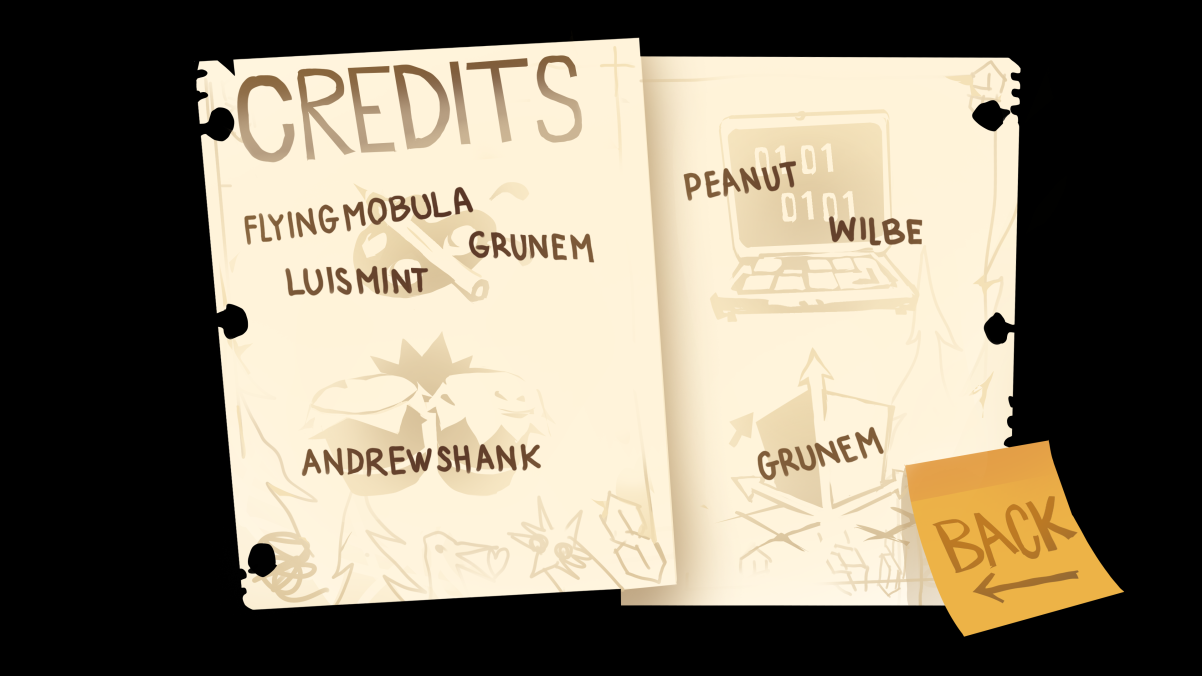 CREDITS
FLYINGMOBULA
GRUNEM
LUISMINT
ANDREWSHANK
0101
PEANUT
0101
WILBE
GRUNEM
BACK